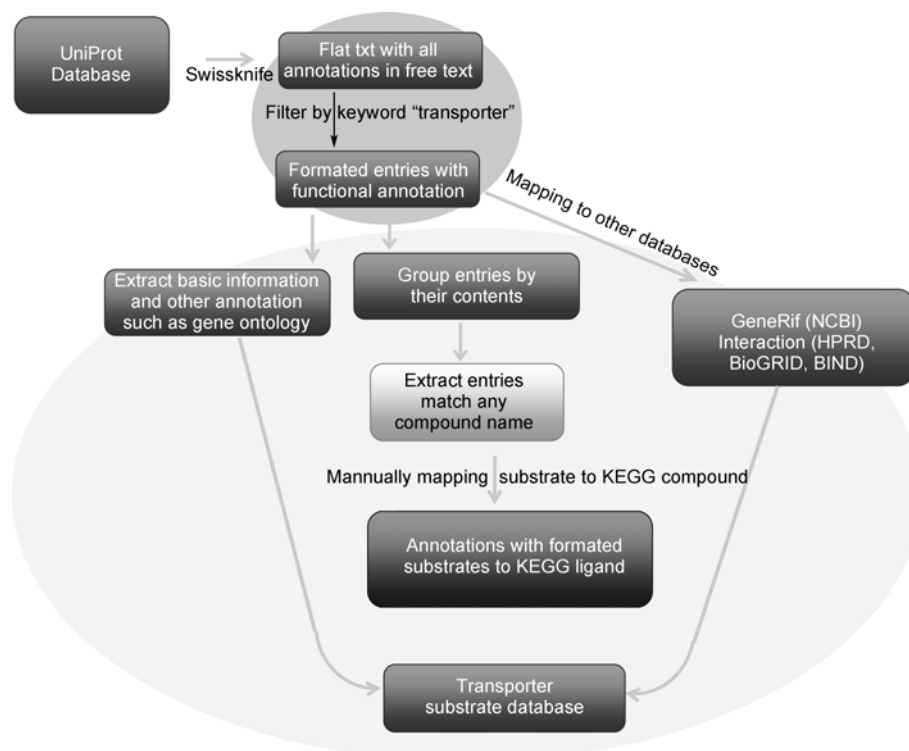 UniProt
Database
Swissknife
Flat txt with all
annotations in free text
Filter by keyword “transporter”
Formated entries with
functional annotation
Mapping to other databases
Extract basic information
and other annotation
such as gene ontology
Group entries by
their contents
GeneRif (NCBI)
Interaction (HPRD,
BioGRID, BIND)
Extract entries
match any
compound name
Mannually mapping substrate to KEGG compound
Annotations with formated
substrates to KEGG ligand
Transporter
substrate database